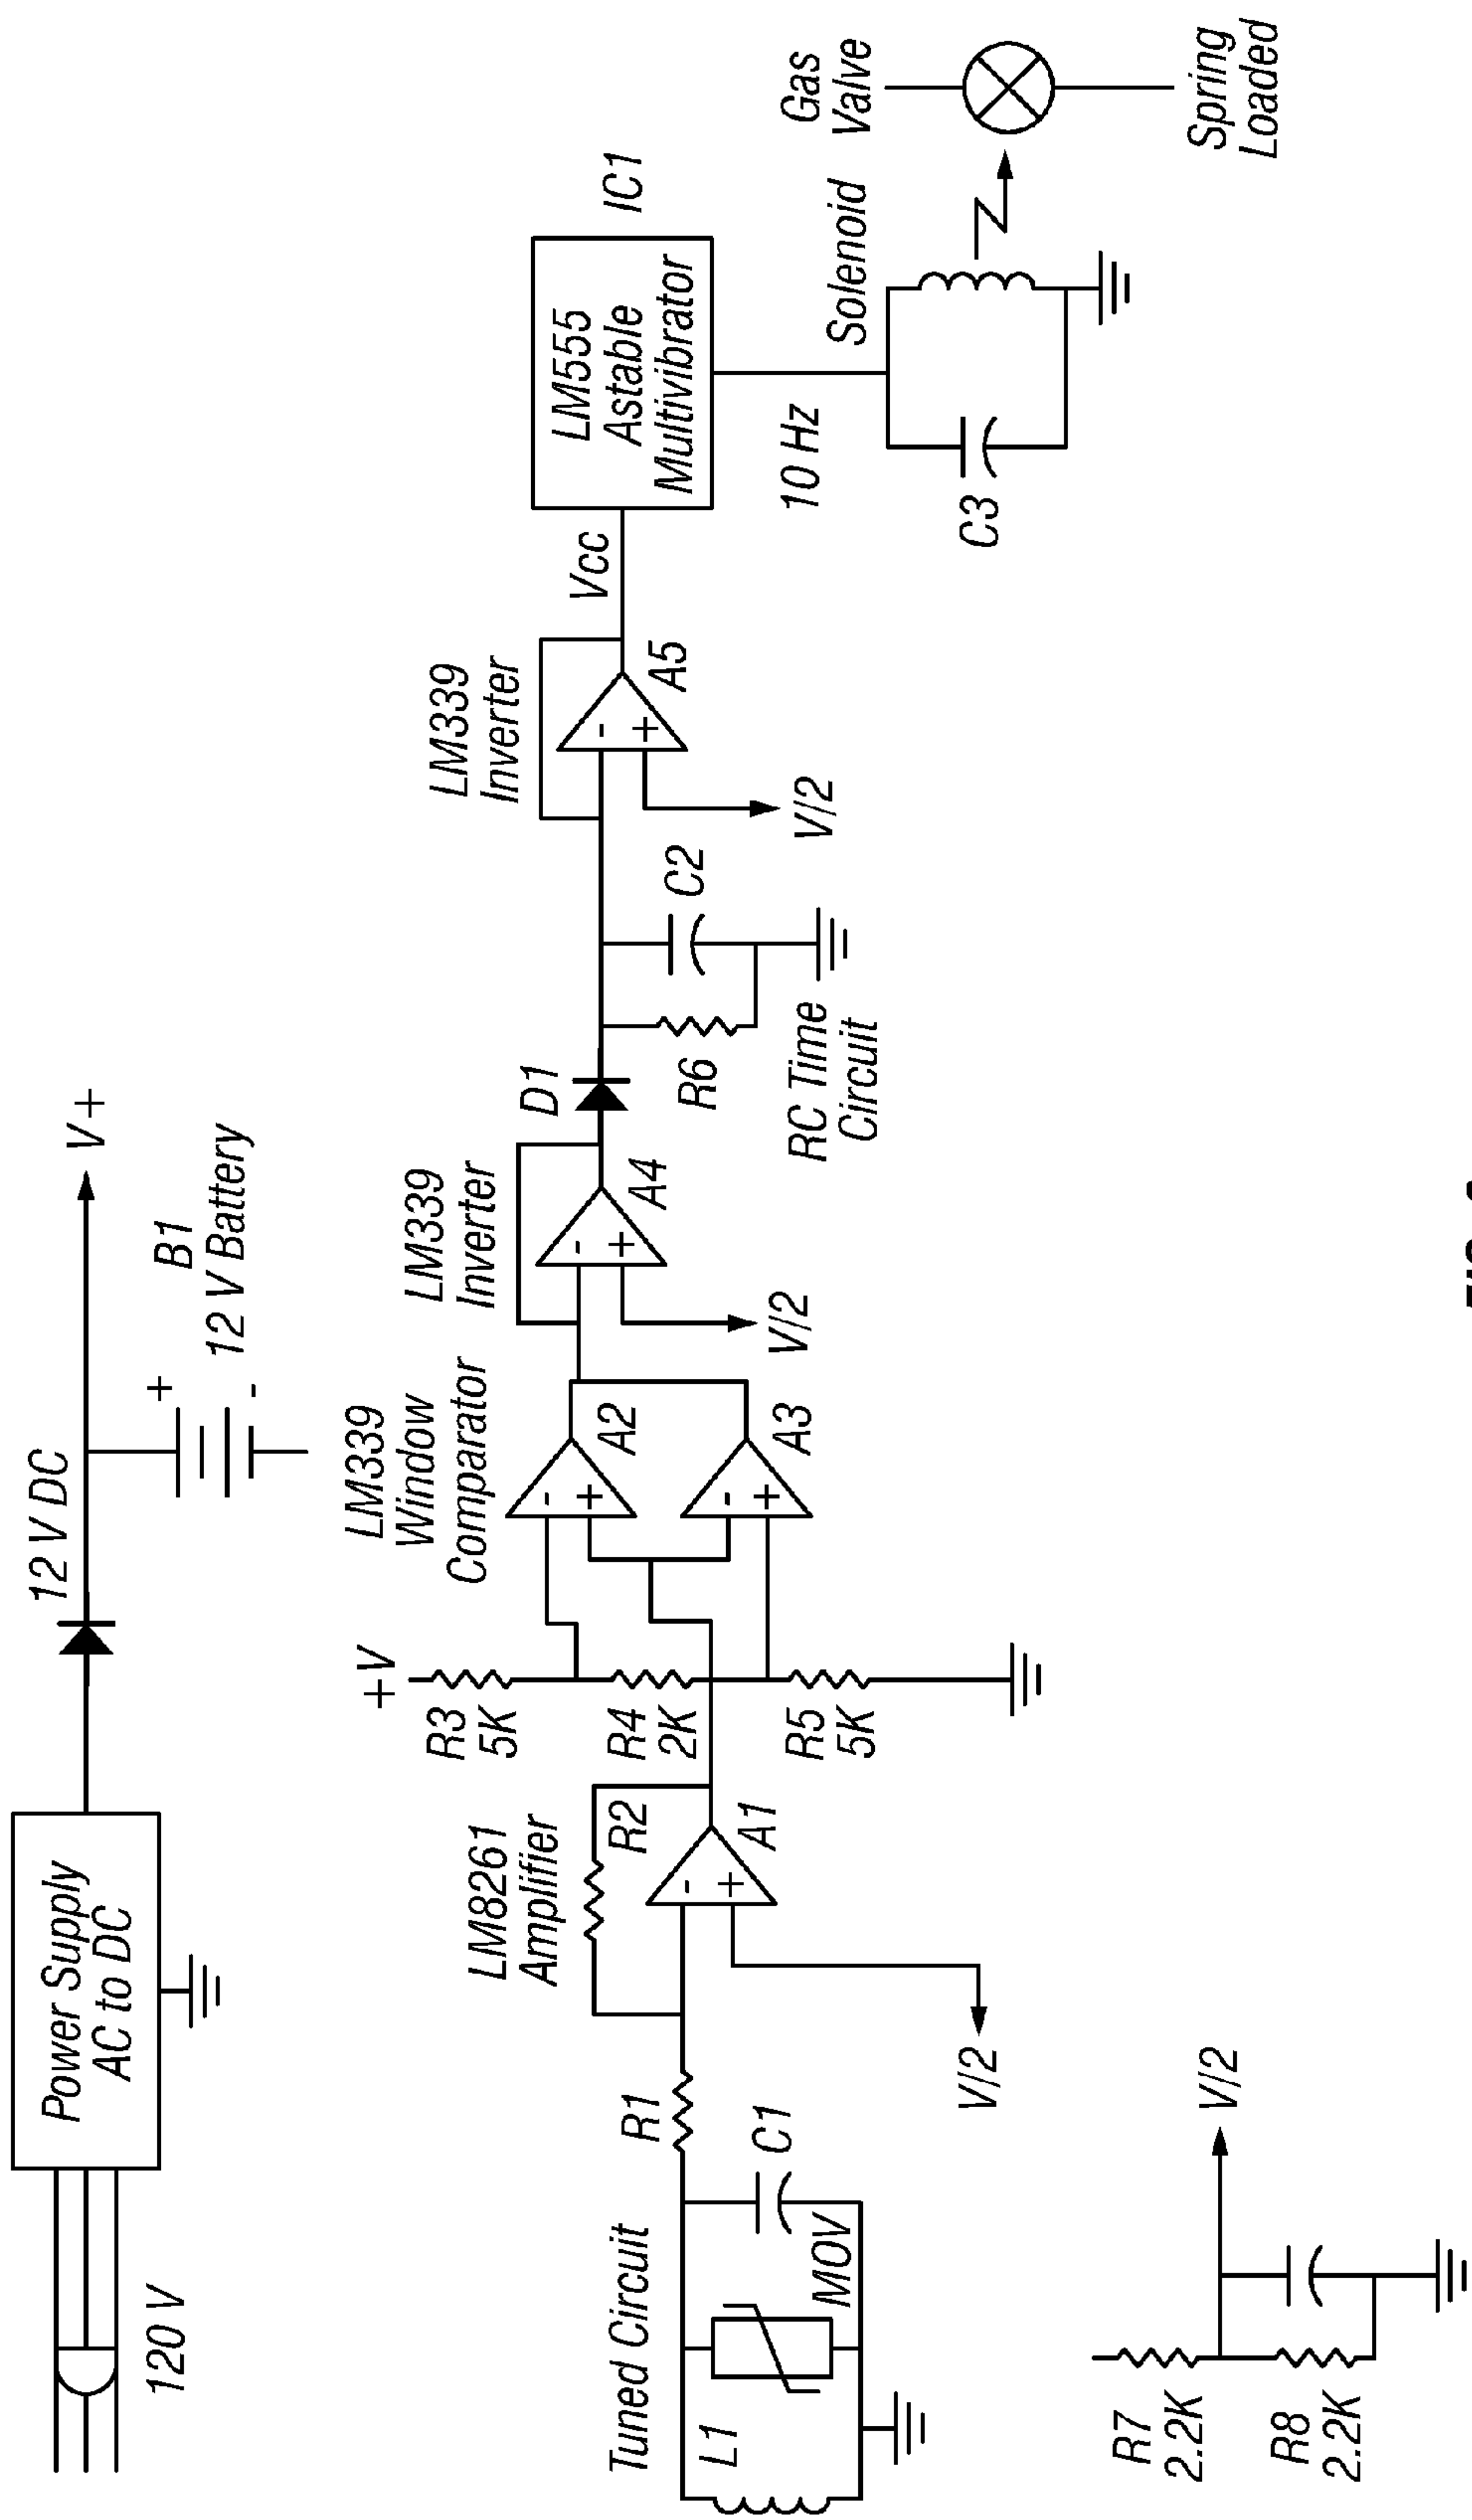 120 V
Power Supply
AC to DC
12 V DC
V+
+
-
B1
12 V Battery
Tuned Circuit
L1
MOV
C1
R1
LM8261
Amplifier
R2
-
+
A1
V/2
+V
R3
5K
R4
2K
R5
5K
LM339
Window
Comparator
-
+
A2
-
+
A3
LM339
Inverter
-
+
A4
V/2
D1
R6
C2
RC Time
Circuit
LM339
Inverter
-
+
A5
V/2
Vcc
LM555
Astable
Multivibrator
IC1
10 Hz
C3
Solenoid
Gas
Valve
Spring
Loaded
R7
2.2K
R8
2.2K
V/2